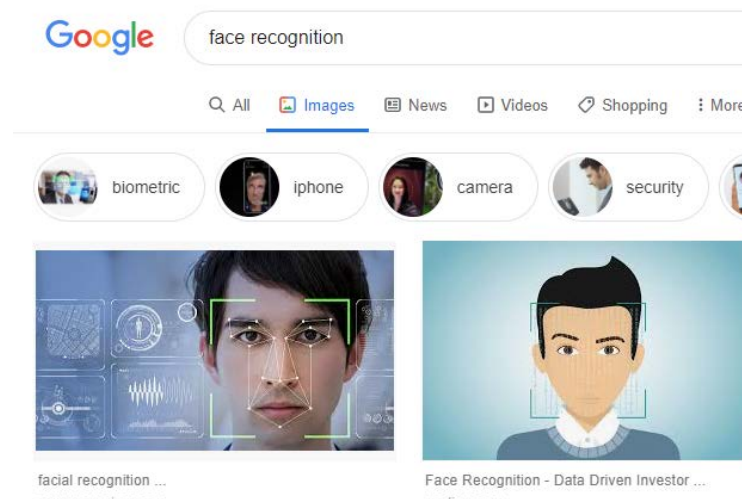 Google
face recognition
All Images News Videos Shopping More
biometric iphone camera security
facial recognition ...
Face Recognition - Data Driven Investor ...